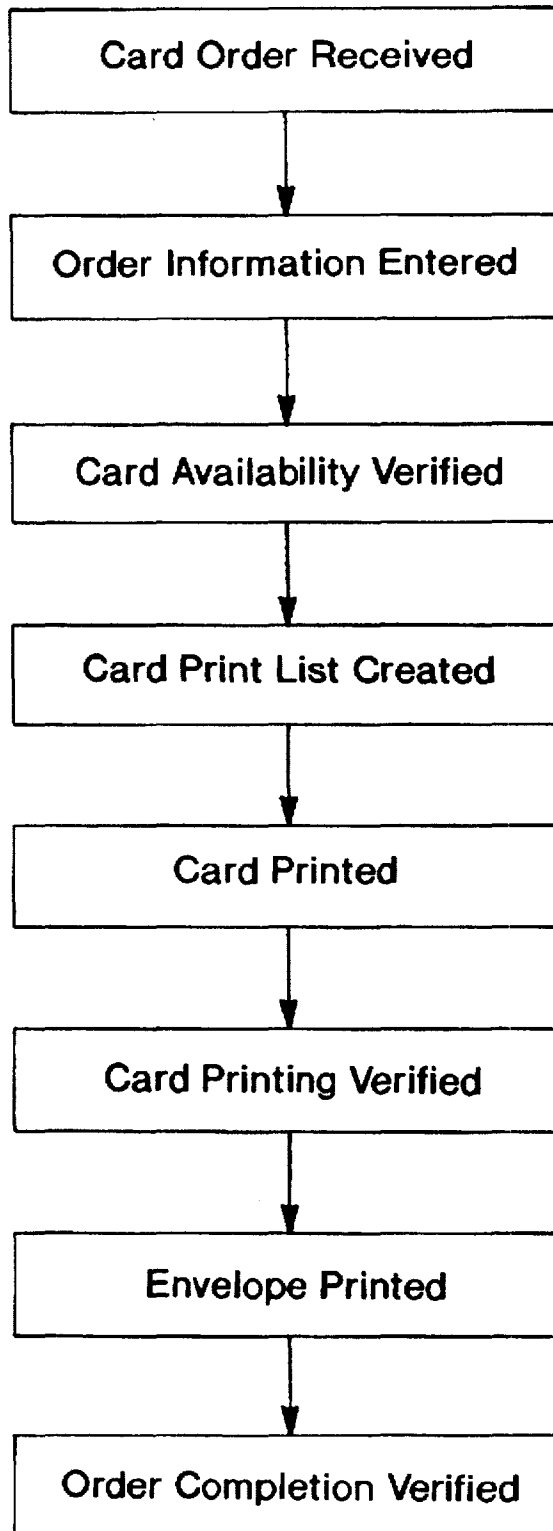 Card Order Received
Order Information Entered
Card Availability Verified
Card Print List Created
Card Printed
Card Printing Verified
Envelope Printed
Order Completion Verified